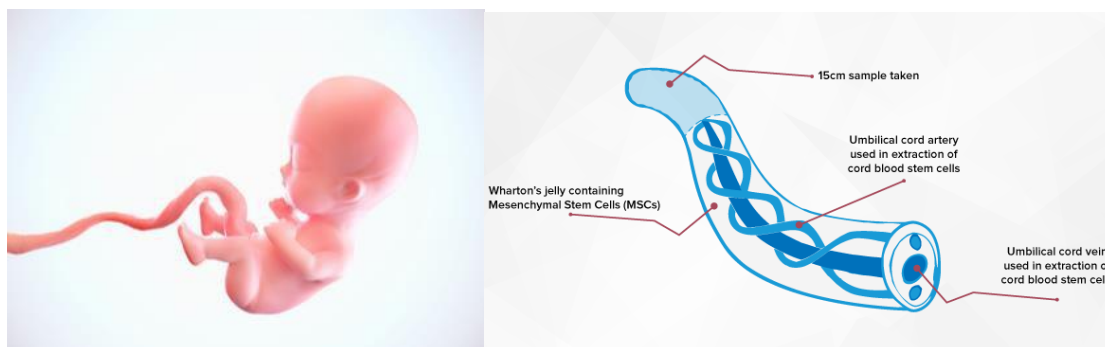 15cm sample taken
Umbilical cord artery
used in extraction of
cord blood stem cells
Wharton's jelly containing
Mesenchymal Stem Cells (MSCs)
Umbilical cord vein
used in extraction o
cord blood stem cel